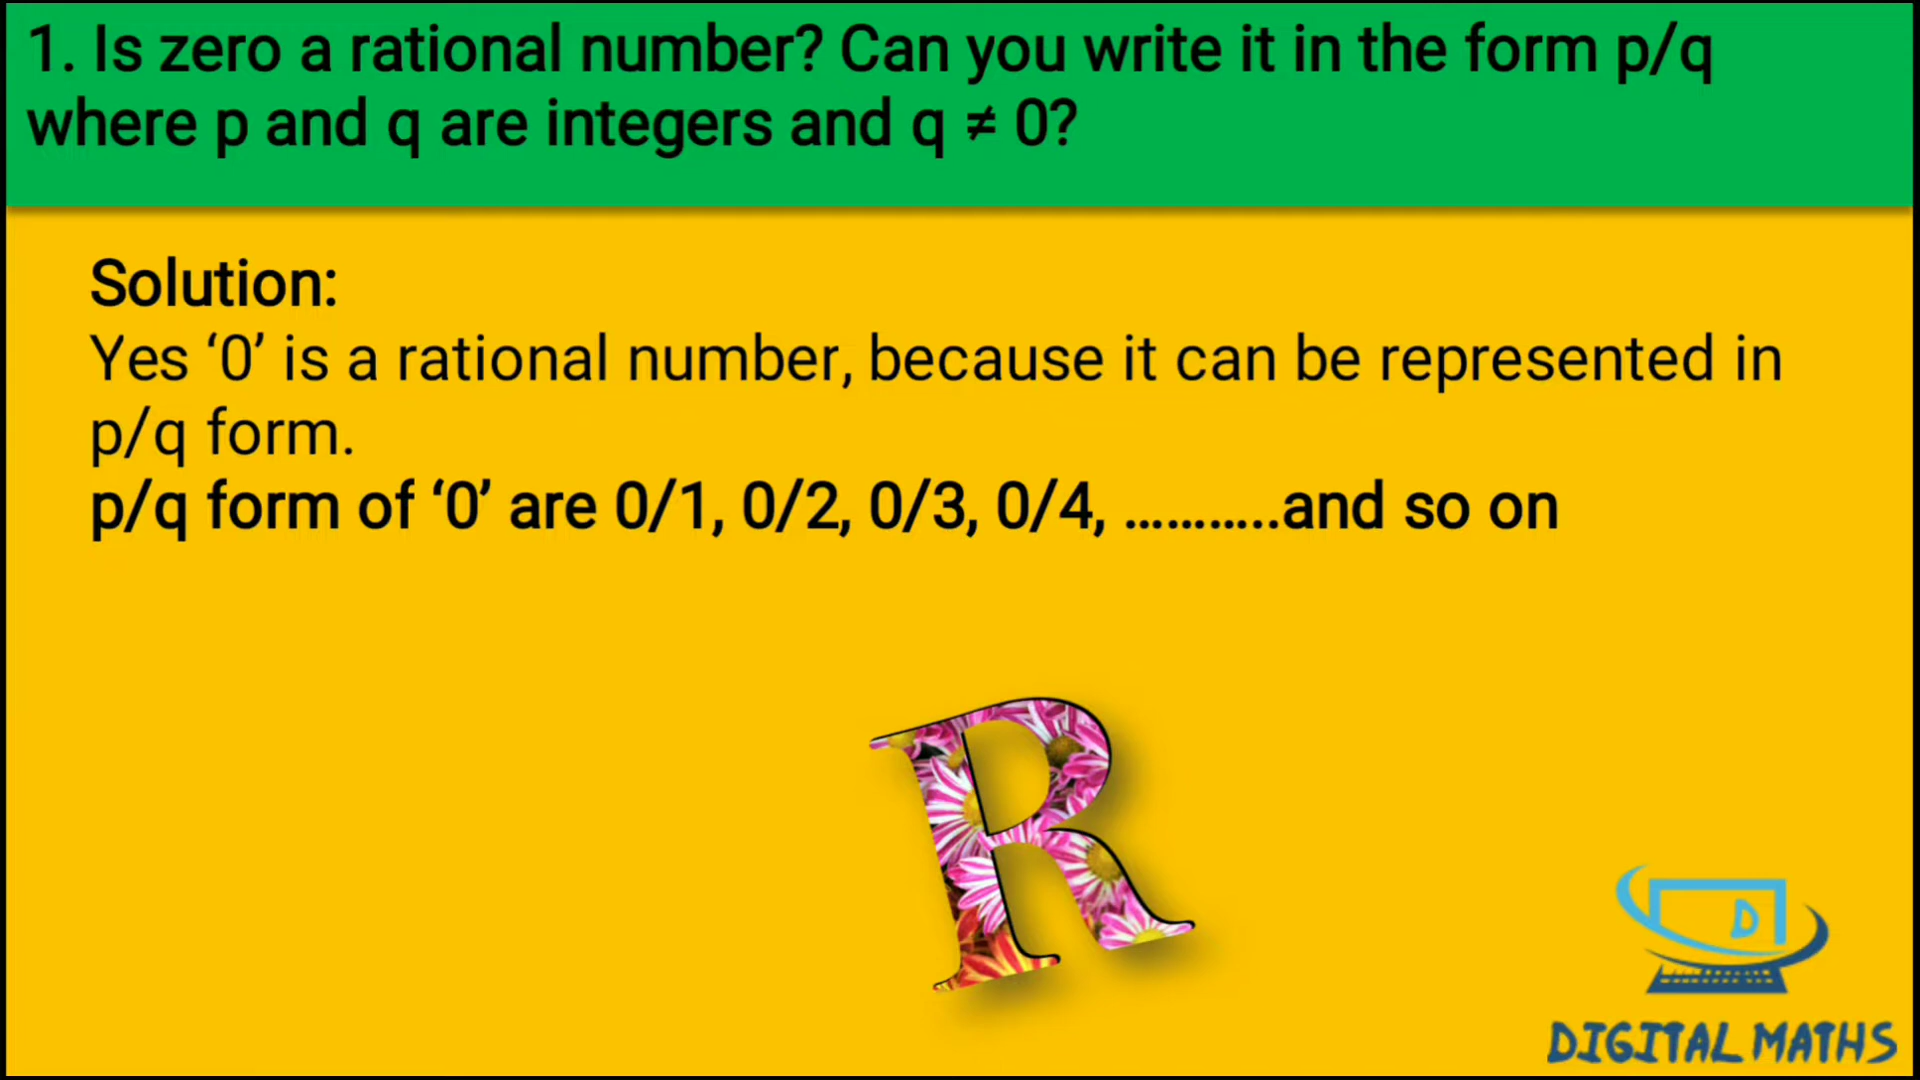 1. Is zero a rational number? Can you write it in the form p/q
where p and q are integers and q ≠ 0?
Solution:
Yes ‘0’ is a rational number, because it can be represented in
p/q form.
p/q form of ‘0’ are 0/1, 0/2, 0/3, 0/4, ………..and so on
R
D
DIGITAL MATHS